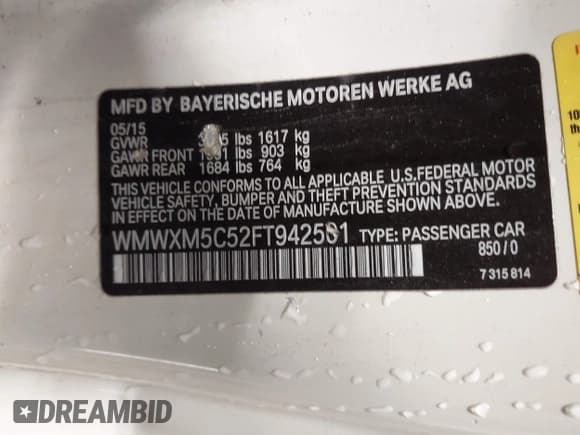 MFD BY BAYERISCHE MOTOREN WERKE AG
05/15
GVWR lbs 1617 kg
GAWR FRONT lbs 903 kg
GAWR REAR 1684 lbs 764 kg
THIS VEHICLE CONFORMS TO ALL APPLICABLE U.S.FEDERAL MOTOR
VEHICLE SAFETY, BUMPER AND THEFT PREVENTION STANDARDS
IN EFFECT ON THE DATE OF MANUFACTURE SHOWN ABOVE.
TYPE: PASSENGER CAR
850/0
7 315 814
DREAMBID